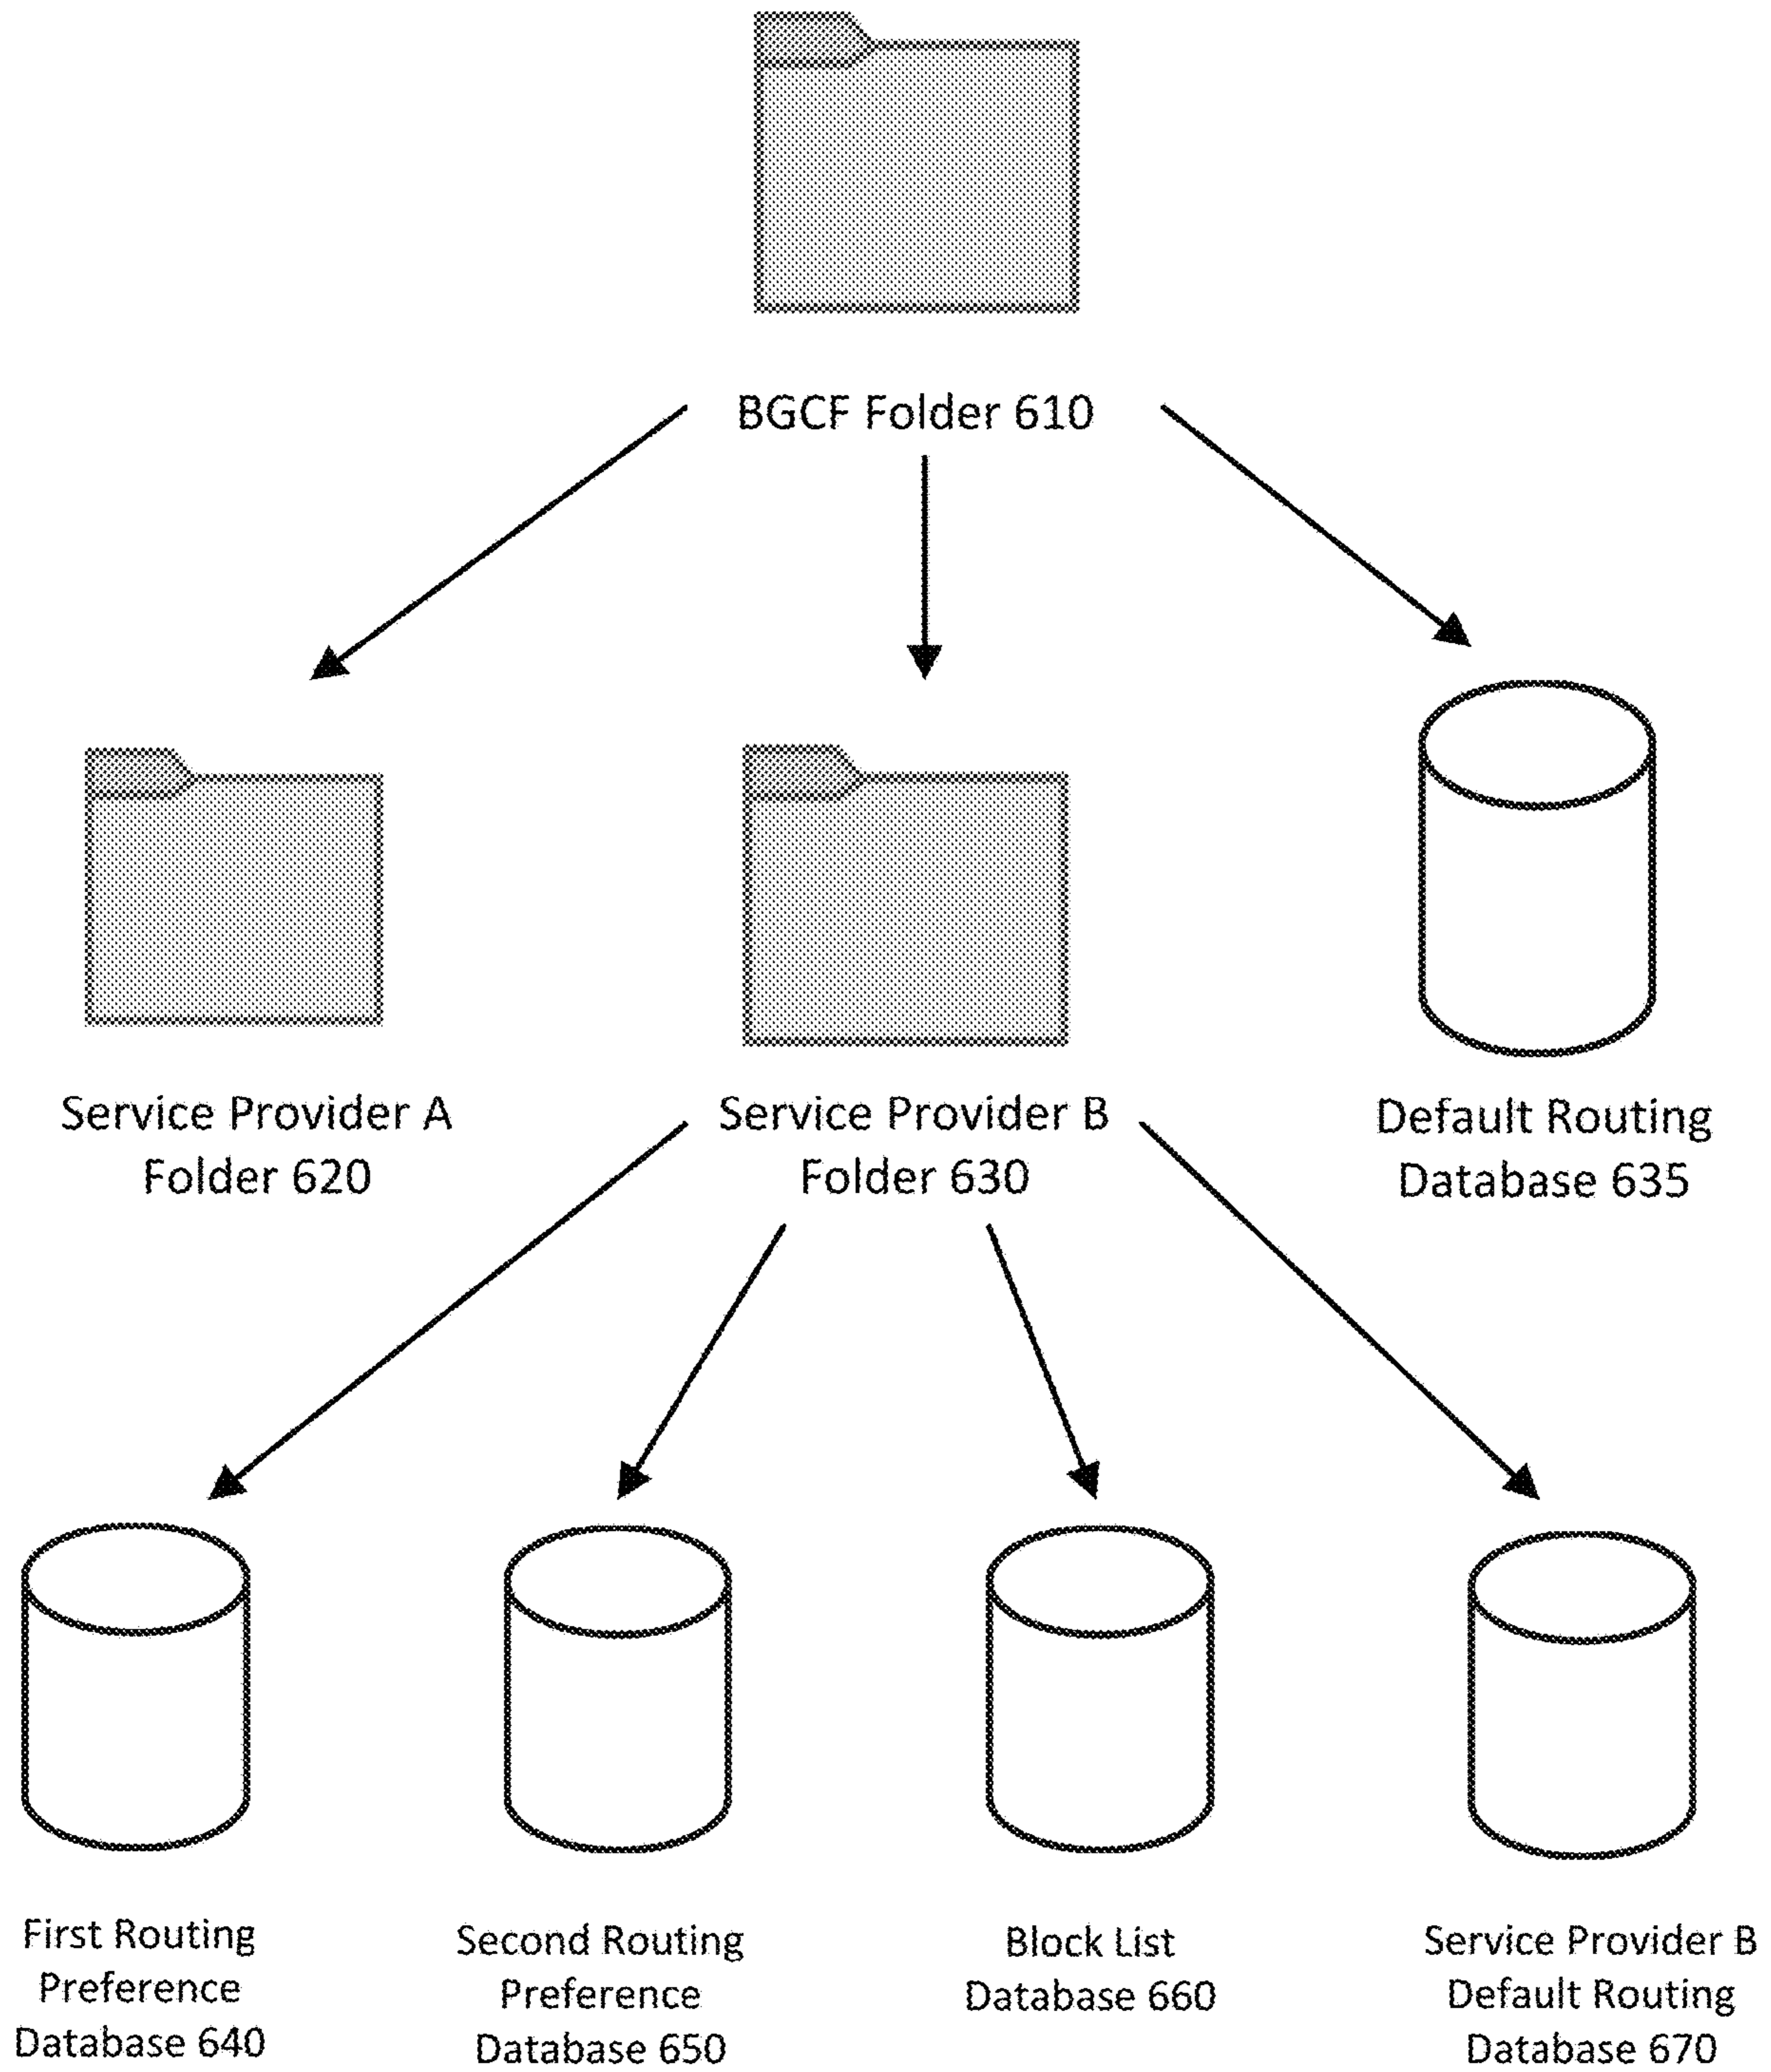 BGCF Folder 610
Service Provider A
Folder 620
Service Provider B
Folder 630
Default Routing
Database 635
First Routing
Preference
Database 640
Second Routing
Preference
Database 650
Block List
Database 660
Service Provider B
Default Routing
Database 670